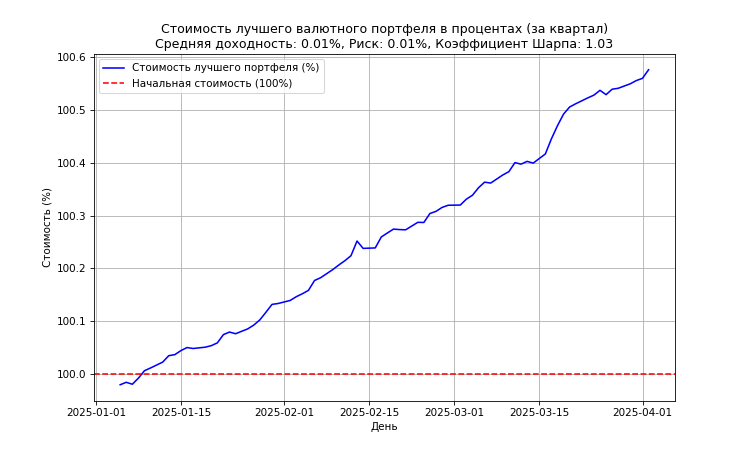 Стоимость лучшего валютного портфеля в процентах (за квартал)
Средняя доходность: 0.01%, Риск: 0.01%, Коэффициент Шарпа: 1.03
Стоимость лучшего портфеля (%)
Начальная стоимость (100%)
Стоимость (%)
100.6
100.5
100.4
100.3
100.2
100.1
100.0
2025-01-01 2025-01-15 2025-02-01 2025-02-15 2025-03-01 2025-03-15 2025-04-01
День